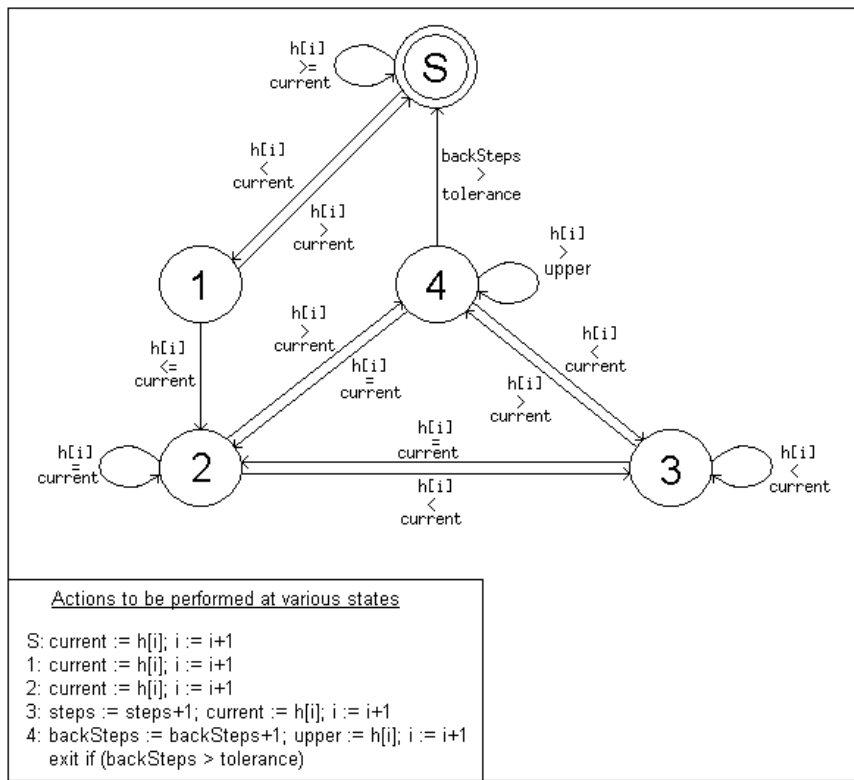 h[i]
>=
current
S
h[i]
<
current
h[i]
>
current
backSteps
>
tolerance
1
4
h[i]
>
upper
h[i]
<=
current
h[i]
>
current
h[i]
=
current
h[i]
<
current
h[i]
>
current
h[i]
=
current
2
h[i]
=
current
h[i]
<
current
3
h[i]
<
current
Actions to be performed at various states
S: current := h[i]; i := i+1
1: current := h[i]; i := i+1
2: current := h[i]; i := i+1
3: steps := steps+1; current := h[i]; i := i+1
4: backSteps := backSteps+1; upper := h[i]; i := i+1
exit if (backSteps > tolerance)